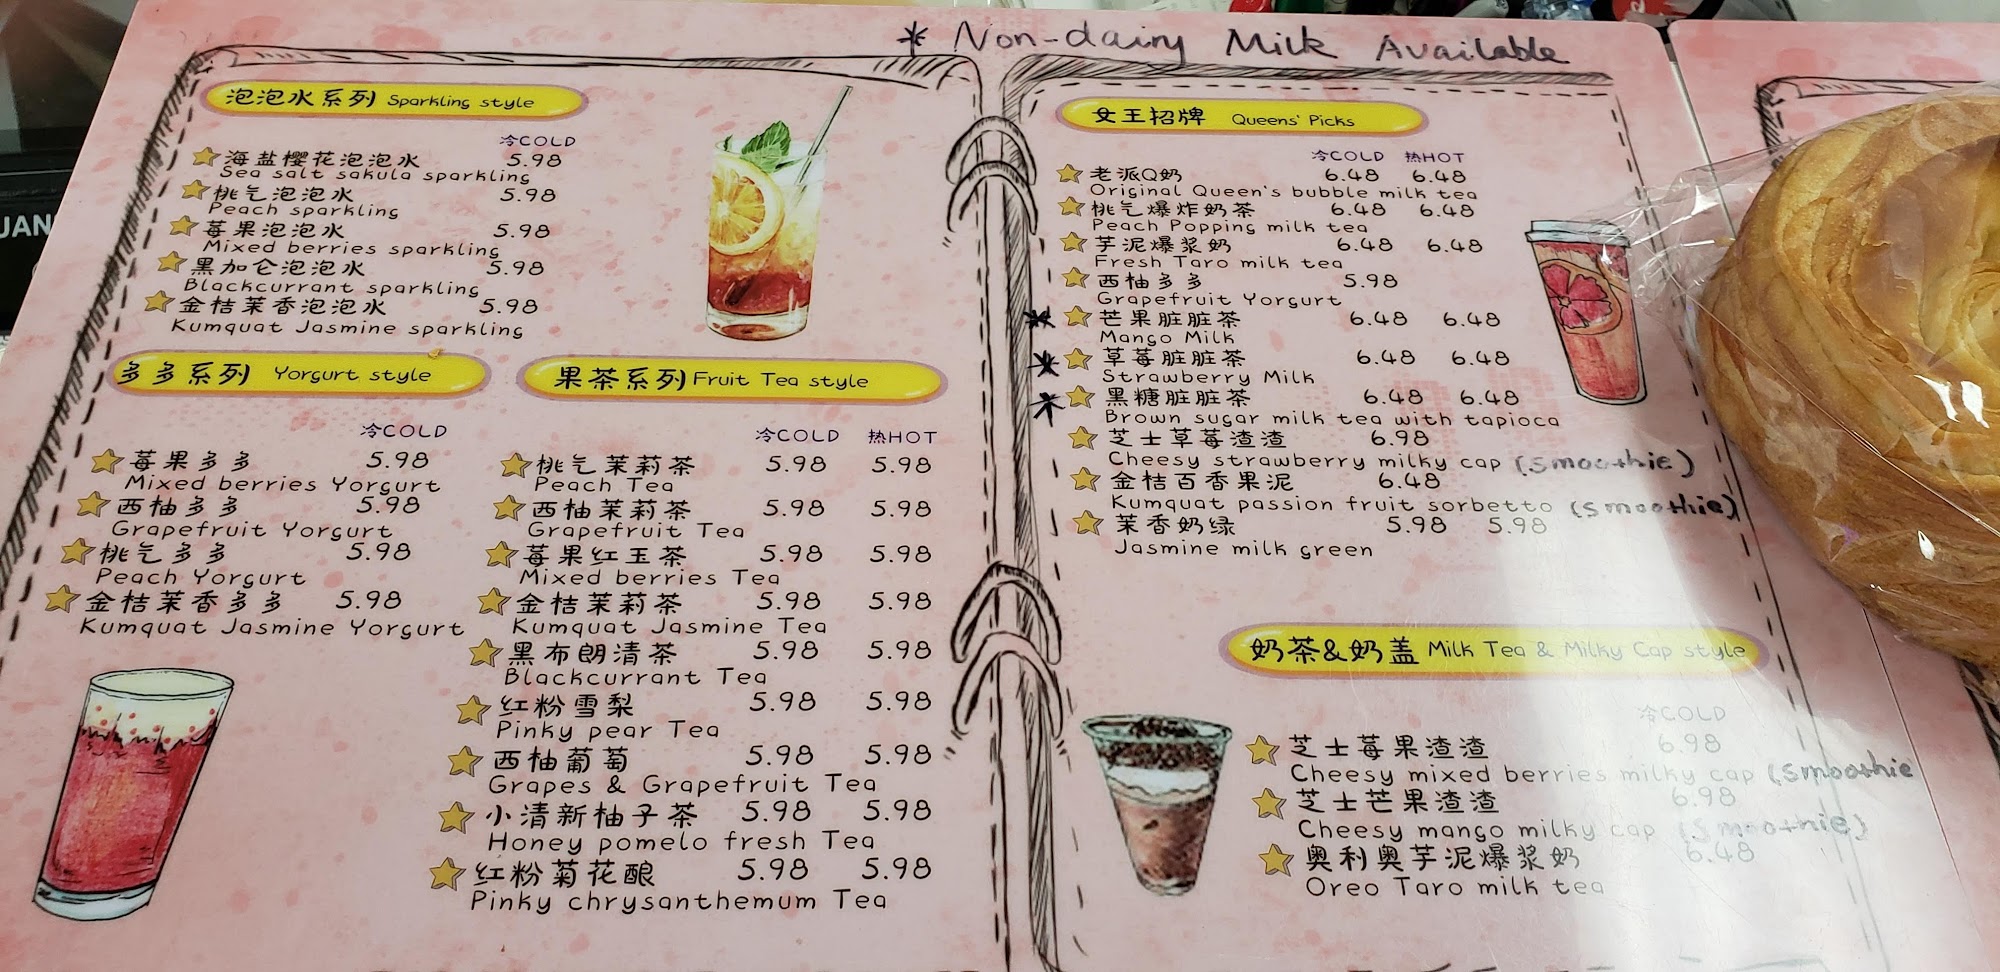 * Non-dairy Milk Available
泡泡水系列 Sparkling style
冷COLD
海盐樱花泡泡水 5.98
Sea salt sakula sparkling
桃气泡泡水 5.98
Peach sparkling
莓果泡泡水 5.98
Mixed berries sparkling
黑加仑泡泡水 5.98
Blackcurrant sparkling
金桔茉香泡泡水 5.98
Kumquat Jasmine sparkling
多多系列 Yorgurt style
冷COLD
莓果多多 5.98
Mixed berries Yorgurt
西柚多多 5.98
Grapefruit Yorgurt
桃气多多 5.98
Peach Yorgurt
金桔茉香多多 5.98
Kumquat Jasmine Yorgurt
果茶系列 Fruit Tea style
冷COLD 热HOT
桃气茉莉茶 5.98 5.98
Peach Tea
西柚茉莉茶 5.98 5.98
Grapefruit Tea
莓果红玉茶 5.98 5.98
Mixed berries Tea
金桔茉莉茶 5.98 5.98
Kumquat Jasmine Tea
黑布朗清茶 5.98 5.98
Blackcurrant Tea
红粉雪梨 5.98 5.98
Pinky pear Tea
西柚葡萄 5.98 5.98
Grapes & Grapefruit Tea
小清新柚子茶 5.98 5.98
Honey pomelo fresh Tea
红粉菊花酿 5.98 5.98
Pinky chrysanthemum Tea
女王招牌 Queens' Picks
冷COLD 热HOT
老派Q奶 6.48 6.48
Original Queen's bubble milk tea
桃气爆炸奶茶 6.48 6.48
Peach Popping milk tea
芋泥爆浆奶 6.48 6.48
Fresh Taro milk tea
西柚多多 5.98
Grapefruit Yorgurt
* 芒果脏脏茶 6.48 6.48
Mango Milk
* 草莓脏脏茶 6.48 6.48
Strawberry Milk
* 黑糖脏脏茶 6.48 6.48
Brown sugar milk tea with tapioca
芝士草莓渣渣 6.98
Cheesy strawberry milky cap (smoothie)
金桔百香果泥 6.48
Kumquat passion fruit sorbetto (smoothie)
茉香奶绿 5.98 5.98
Jasmine milk green
奶茶&奶盖 Milk Tea & Milky Cap style
冷COLD
芝士莓果渣渣 6.98
Cheesy mixed berries milky cap (smoothie
芝士芒果渣渣 6.98
Cheesy mango milky cap (smoothie)
奥利奥芋泥爆浆奶 6.48
Oreo Taro milk tea